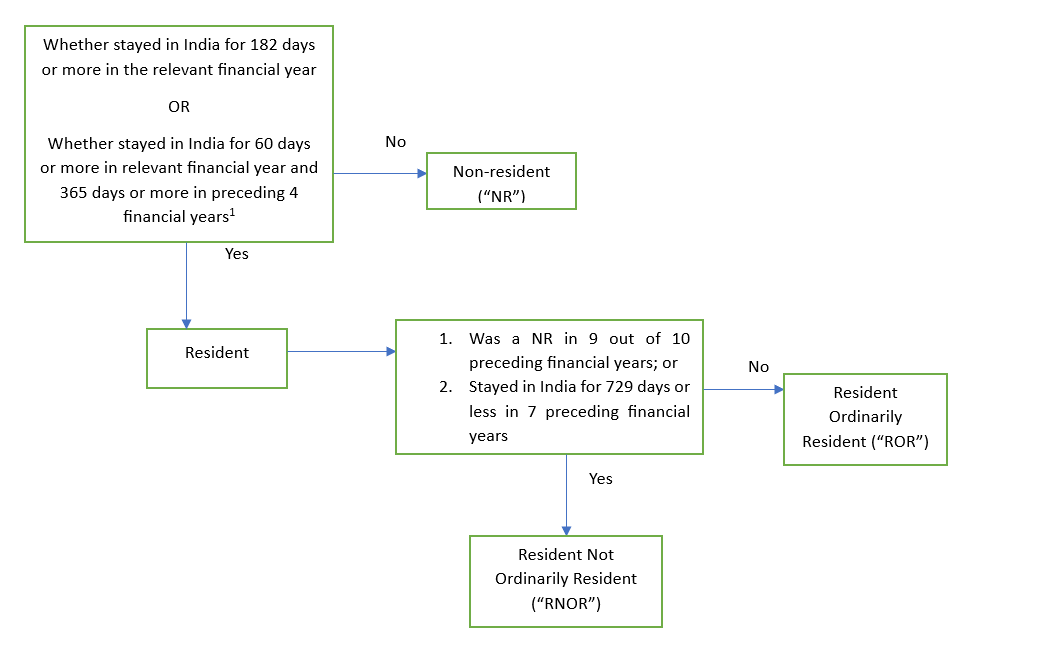 Whether stayed in India for 182 days
or more in the relevant financial year
OR
Whether stayed in India for 60 days
or more in relevant financial year and
365 days or more in preceding 4
financial years¹
No
Non-resident
(“NR”)
Yes
Resident
1. Was a NR in 9 out of 10
preceding financial years; or
2. Stayed in India for 729 days or
less in 7 preceding financial
years
No
Resident
Ordinarily
Resident (“ROR”)
Yes
Resident Not
Ordinarily Resident
(“RNOR”)